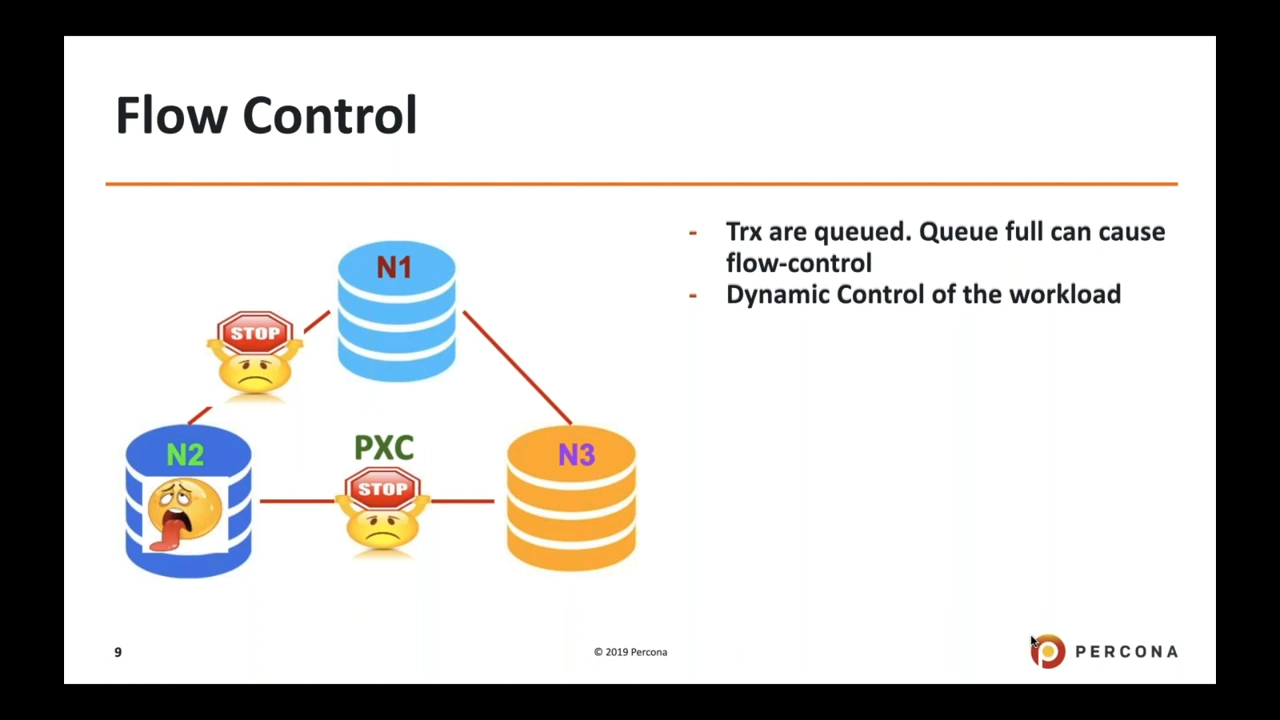 Flow Control
- Trx are queued. Queue full can cause
flow-control
- Dynamic Control of the workload
N1
STOP
N2
PXC
STOP
N3
9
© 2019 Percona
PERCONA